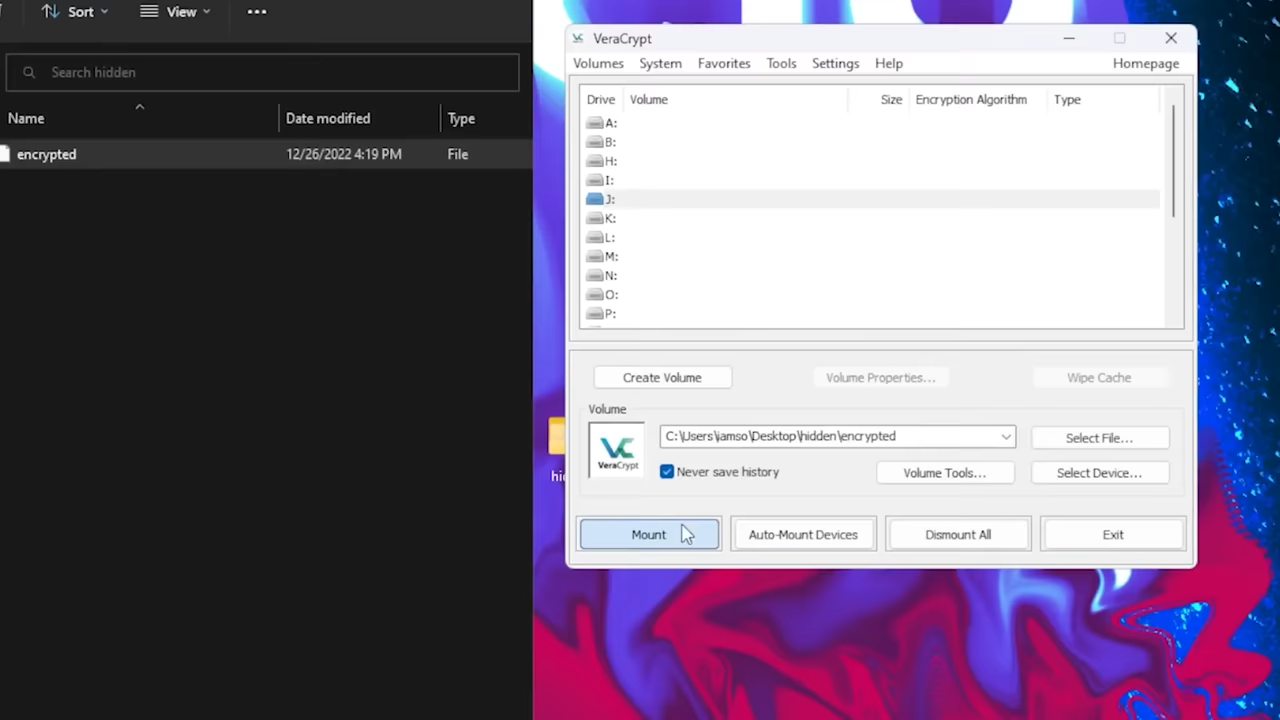 Sort
View
Search hidden
Name
Date modified
Type
encrypted
12/26/2022 4:19 PM
File
VeraCrypt
Volumes System Favorites Tools Settings Help Homepage
Drive Volume Size Encryption Algorithm Type
A:
B:
H:
I:
J:
K:
L:
M:
N:
O:
P:
Create Volume
Volume Properties...
Wipe Cache
Volume
VeraCrypt
C:\Users\iamso\Desktop\hidden\encrypted
Select File...
Never save history
Volume Tools...
Select Device...
Mount
Auto-Mount Devices
Dismount All
Exit